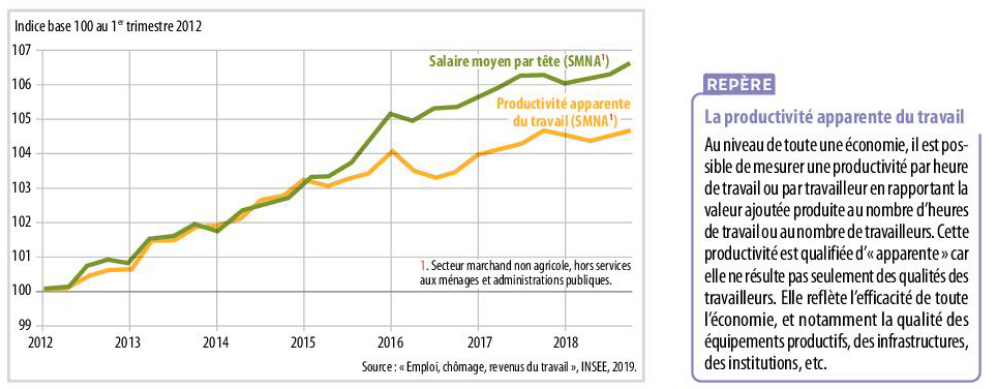 Indice base 100 au 1er trimestre 2012
107
106
105
104
103
102
101
100
99
Salaire moyen par tête (SMNA1)
Productivité apparente
du travail (SMNA1)
1. Secteur marchand non agricole, hors services
aux ménages et administrations publiques.
2012 2013 2014 2015 2016 2017 2018
Source : « Emploi, chômage, revenus du travail », INSEE, 2019.
REPÈRE
La productivité apparente du travail
Au niveau de toute une économie, il est pos-
sible de mesurer une productivité par heure
de travail ou par travailleur en rapportant la
valeur ajoutée produite au nombre d'heures
de travail ou au nombre de travailleurs. Cette
productivité est qualifiée d'« apparente » car
elle ne résulte pas seulement des qualités des
travailleurs. Elle reflète l'efficacité de toute
l'économie, et notamment la qualité des
équipements productifs, des infrastructures,
des institutions, etc.